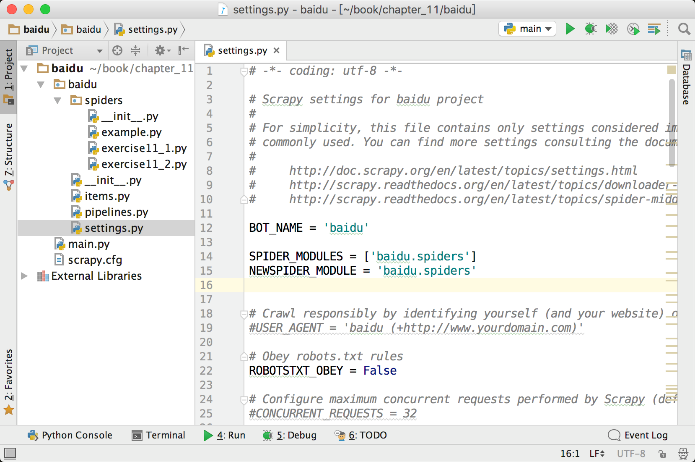 settings.py - baidu - [~/book/chapter_11/baidu]
baidu baidu settings.py
main
Project
settings.py
1: Project
Z: Structure
2: Favorites
Database
baidu ~/book/chapter_11
baidu
spiders
__init__.py
example.py
exercise11_1.py
exercise11_2.py
__init__.py
items.py
pipelines.py
settings.py
main.py
scrapy.cfg
External Libraries
1 # -*- coding: utf-8 -*-
2
3 # Scrapy settings for baidu project
4 #
5 # For simplicity, this file contains only settings considered
6 # commonly used. You can find more settings consulting the
7 #
8 #     http://doc.scrapy.org/en/latest/topics/settings.html
9 #     http://scrapy.readthedocs.org/en/latest/topics/downloader-
10 #     http://scrapy.readthedocs.org/en/latest/topics/spider-
11
12 BOT_NAME = 'baidu'
13
14 SPIDER_MODULES = ['baidu.spiders']
15 NEWSPIDER_MODULE = 'baidu.spiders'
16
17
18 # Crawl responsibly by identifying yourself (and your website)
19 #USER_AGENT = 'baidu (+http://www.yourdomain.com)'
20
21 # Obey robots.txt rules
22 ROBOTSTXT_OBEY = False
23
24 # Configure maximum concurrent requests performed by Scrapy
25 #CONCURRENT_REQUESTS = 32
Python Console Terminal 4: Run 5: Debug 6: TODO Event Log
16:1 LF UTF-8